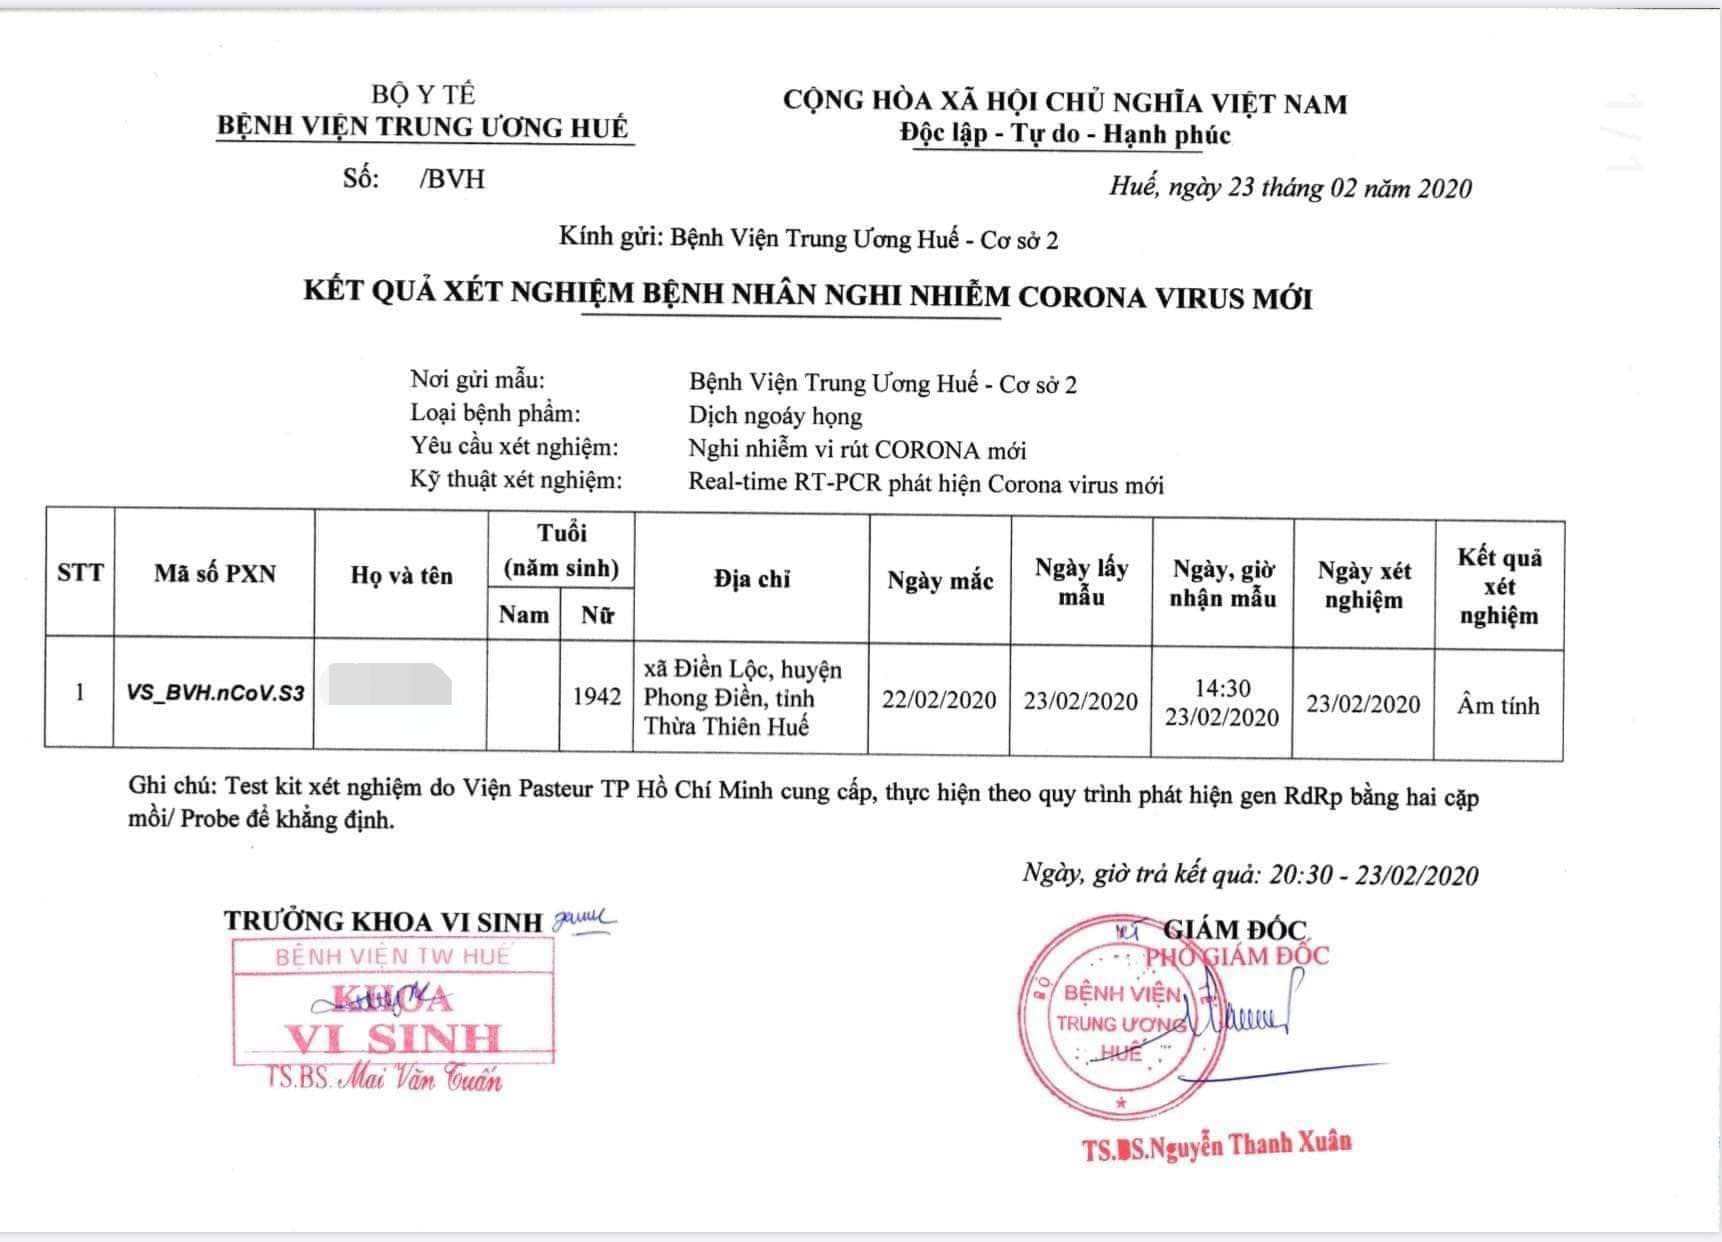 BỘ Y TẾ
BỆNH VIỆN TRUNG ƯƠNG HUẾ
Số: /BVH
CỘNG HÒA XÃ HỘI CHỦ NGHĨA VIỆT NAM
Độc lập - Tự do - Hạnh phúc
Huế, ngày 23 tháng 02 năm 2020
1/1
Kính gửi: Bệnh Viện Trung Ương Huế - Cơ sở 2
KẾT QUẢ XÉT NGHIỆM BỆNH NHÂN NGHI NHIỄM CORONA VIRUS MỚI
Nơi gửi mẫu: Bệnh Viện Trung Ương Huế - Cơ sở 2
Loại bệnh phẩm: Dịch ngoáy họng
Yêu cầu xét nghiệm: Nghi nhiễm vi rút CORONA mới
Kỹ thuật xét nghiệm: Real-time RT-PCR phát hiện Corona virus mới
STT
Mã số PXN
Họ và tên
Tuổi
(năm sinh)
Nam
Nữ
Địa chỉ
Ngày mắc
Ngày lấy
mẫu
Ngày, giờ
nhận mẫu
Ngày xét
nghiệm
Kết quả
xét
nghiệm
1
VS_BVH.nCoV.S3
1942
xã Điền Lộc, huyện
Phong Điền, tỉnh
Thừa Thiên Huế
22/02/2020
23/02/2020
14:30
23/02/2020
23/02/2020
Âm tính
Ghi chú: Test kit xét nghiệm do Viện Pasteur TP Hồ Chí Minh cung cấp, thực hiện theo quy trình phát hiện gen RdRp bằng hai cặp
mồi/ Probe để khẳng định.
Ngày, giờ trả kết quả: 20:30 - 23/02/2020
TRƯỞNG KHOA VI SINH
BỆNH VIỆN TW HUẾ
KHOA
VI SINH
TS.BS. Mai Văn Tuấn
GIÁM ĐỐC
PHÓ GIÁM ĐỐC
BỘ Y TẾ
BỆNH VIỆN
TRUNG ƯƠNG
HUẾ
TS.BS.Nguyễn Thanh Xuân